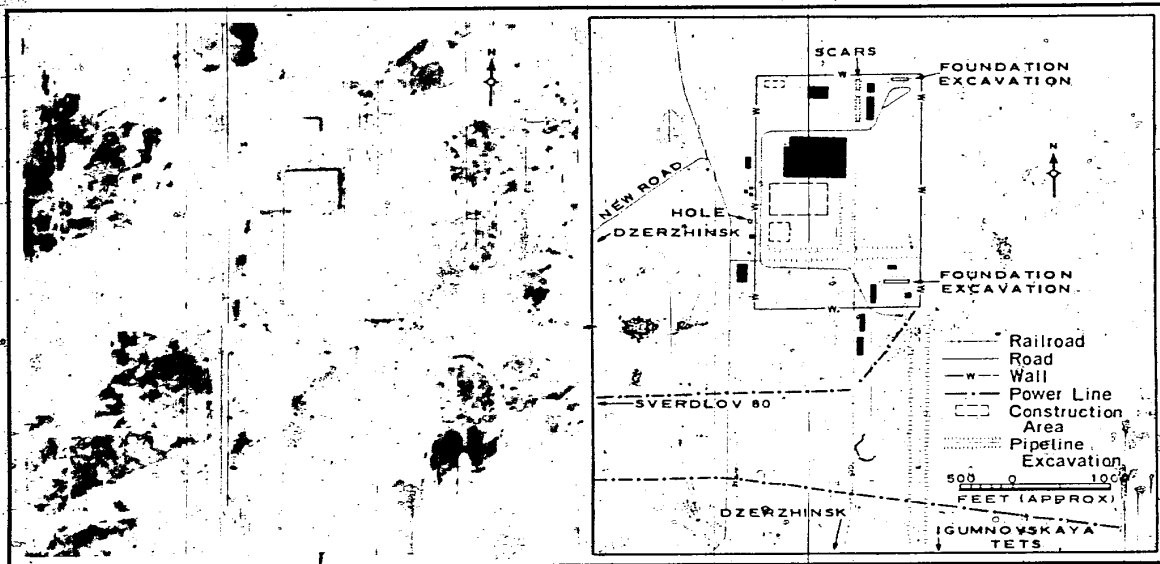 N
SCARS
W
FOUNDATION
EXCAVATION
W
W
N
NEW ROAD
W
HOLE
W
DZERZHINSK
FOUNDATION
EXCAVATION
W
W
W
Railroad
Road
W Wall
Power Line
Construction
Area
Pipeline
Excavation
SVERDLOV 80
500 0
FEET (APPROX)
DZERZHINSK
IGUMNOVSKAYA
TETS